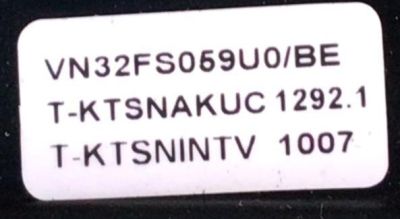 VN32FS059U0/BE
T-KTSNAKUC 1292.1
T-KTSNINTV 1007